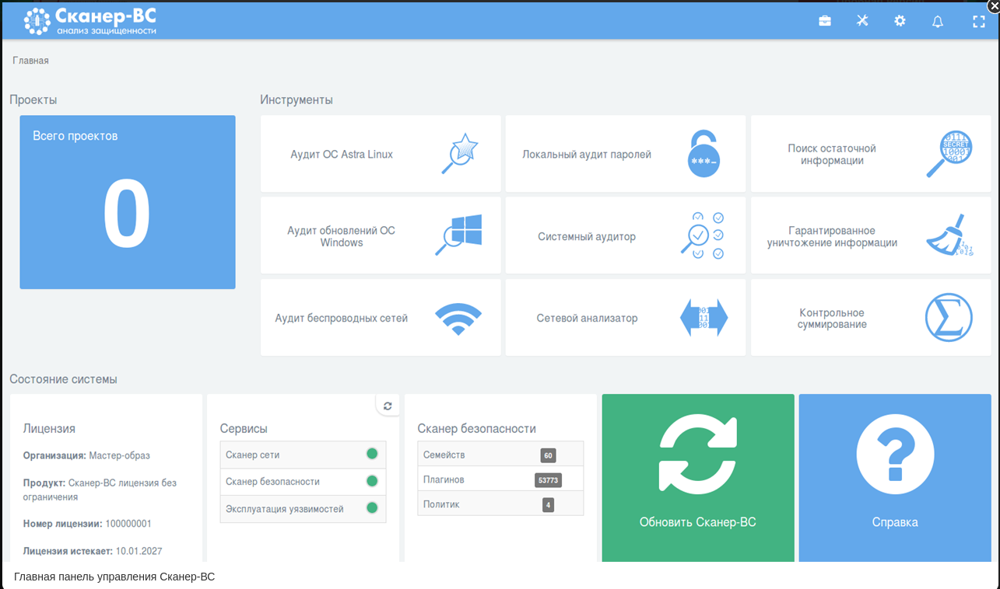 Сканер-ВС
анализ защищенности
Главная
Проекты
Всего проектов
0
Инструменты
Аудит ОС Astra Linux
Локальный аудит паролей
***_
Поиск остаточной
информации
SECRET
Аудит обновлений ОС
Windows
Системный аудитор
Гарантированное
уничтожение информации
Аудит беспроводных сетей
Сетевой анализатор
Контрольное
суммирование
Σ
Состояние системы
Лицензия
Организация: Мастер-образ
Продукт: Сканер-ВС лицензия без
ограничения
Номер лицензии: 100000001
Лицензия истекает: 10.01.2027
Сервисы
Сканер сети
Сканер безопасности
Эксплуатация уязвимостей
Сканер безопасности
Семейств 60
Плагинов 53773
Политик 4
Обновить Сканер-ВС
?
Справка
Главная панель управления Сканер-ВС